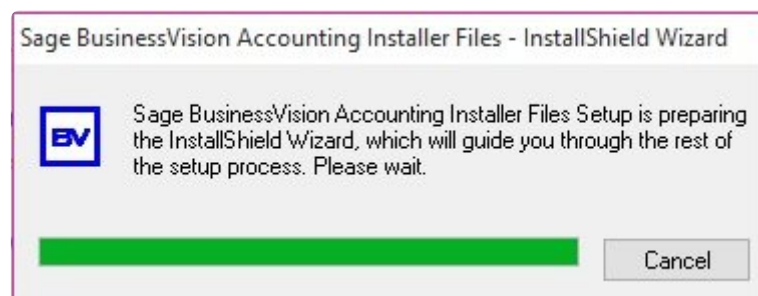 Sage BusinessVision Accounting Installer Files - InstallShield Wizard
BV
Sage BusinessVision Accounting Installer Files Setup is preparing
the InstallShield Wizard, which will guide you through the rest of
the setup process. Please wait.
Cancel